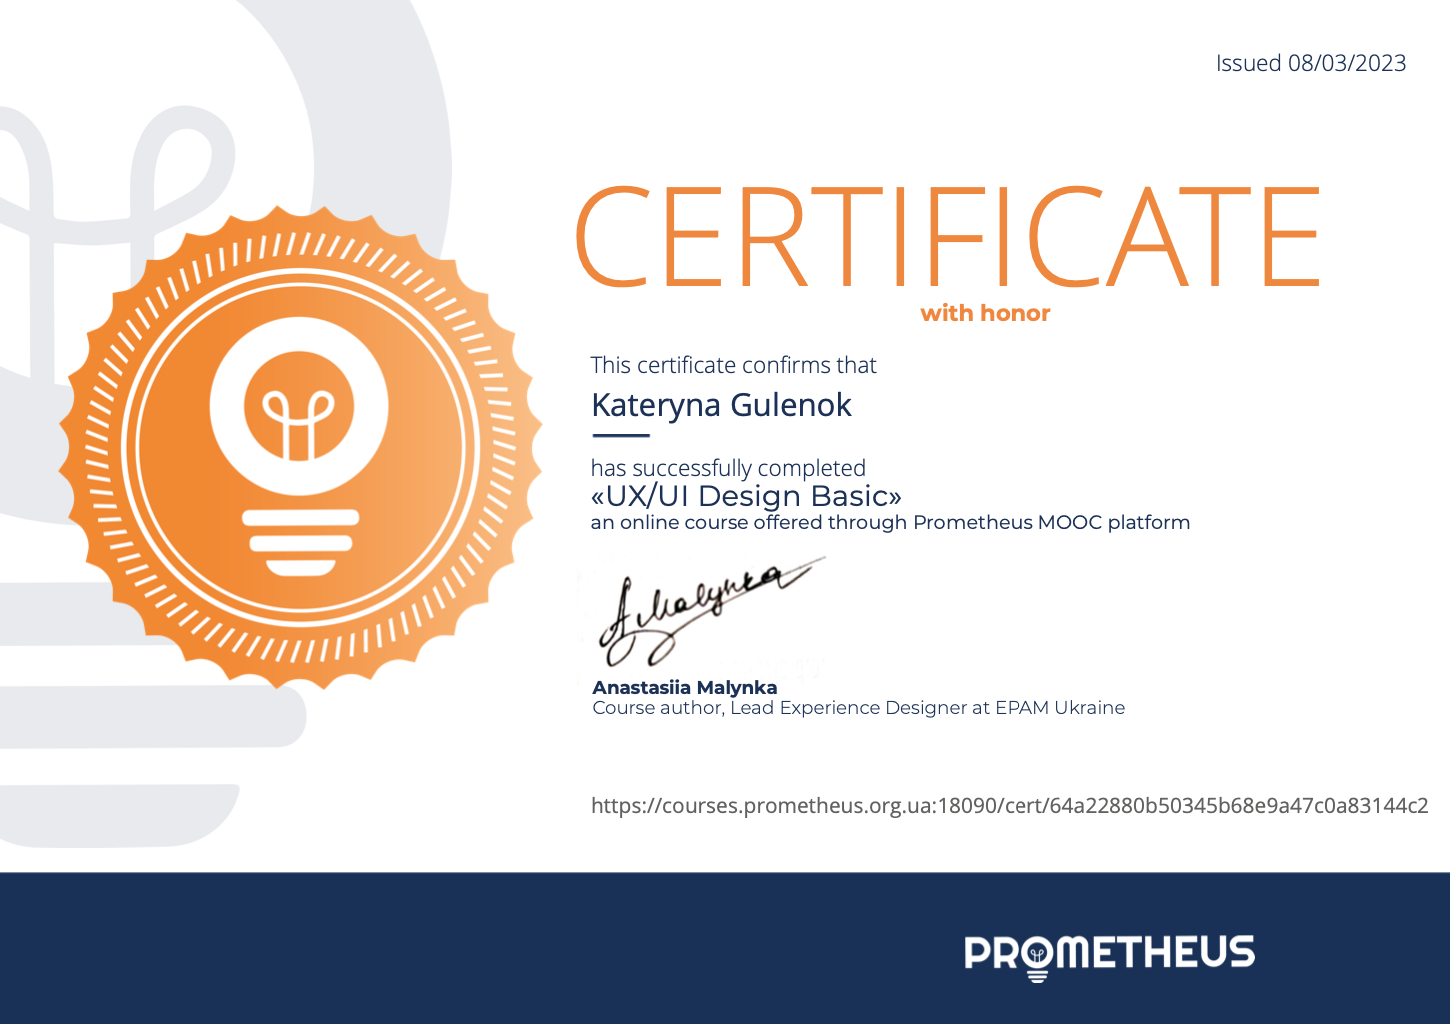 Issued 08/03/2023
CERTIFICATE
with honor
This certificate confirms that
Kateryna Gulenok
has successfully completed
«UX/UI Design Basic»
an online course offered through Prometheus MOOC platform
A Malynka
Anastasiia Malynka
Course author, Lead Experience Designer at EPAM Ukraine
https://courses.prometheus.org.ua:18090/cert/64a22880b50345b68e9a47c0a83144c2
PROMETHEUS